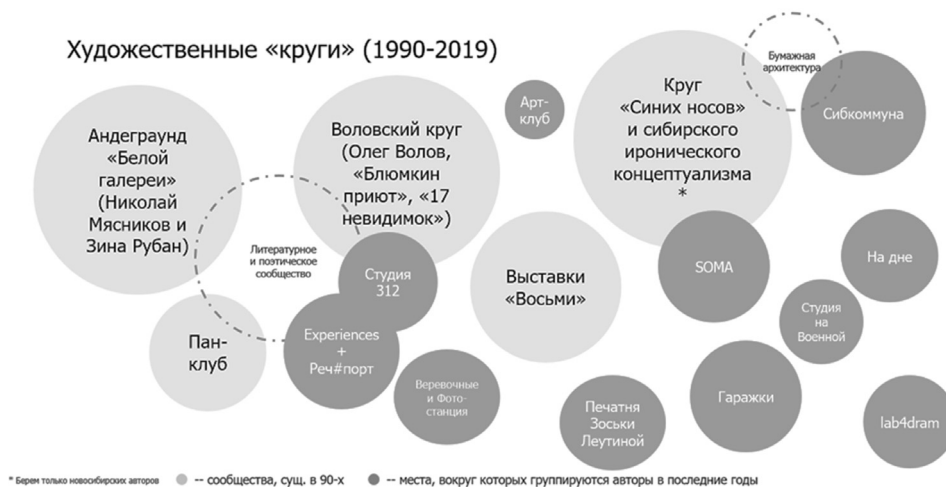 Художественные «круги» (1990-2019)
Андеграунд
«Белой
галереи»
(Николай
Мясников и
Зина Рубан)
Воловский круг
(Олег Волов,
«Блюмкин
приют», «17
невидимок»)
Арт-
клуб
Круг
«Синих носов»
и сибирского
иронического
концептуализма
*
Бумажная
архитектура
Сибкоммуна
Литературное
и поэтическое
сообщество
Студия
312
Выставки
«Восьми»
SOMA
На дне
Студия
на
Военной
Пан-
клуб
Experiences
+
Реч#порт
Веревочные
и Фото-
станция
Печатня
Зоськи
Леутиной
Гаражки
lab4dram
* Берем только новосибирских авторов
-- сообщества, сущ. в 90-х
-- места, вокруг которых группируются авторы в последние годы